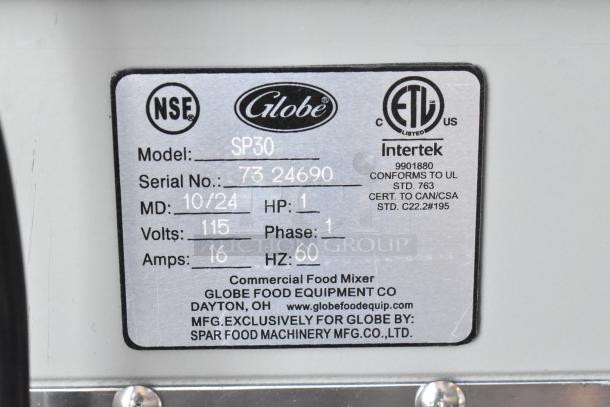 NSF®
Globe®
C ETL US
LISTED
Intertek
9901880
CONFORMS TO UL
STD. 763
CERT. TO CAN/CSA
STD. C22.2#195
Model: SP30
Serial No.: 73 24690
MD: 10/24 HP: 1
Volts: 115 Phase: 1
Amps: 16 HZ: 60
Commercial Food Mixer
GLOBE FOOD EQUIPMENT CO
DAYTON, OH www.globefoodequip.com
MFG.EXCLUSIVELY FOR GLOBE BY:
SPAR FOOD MACHINERY MFG.CO.,LTD.
AUCTION GROUP